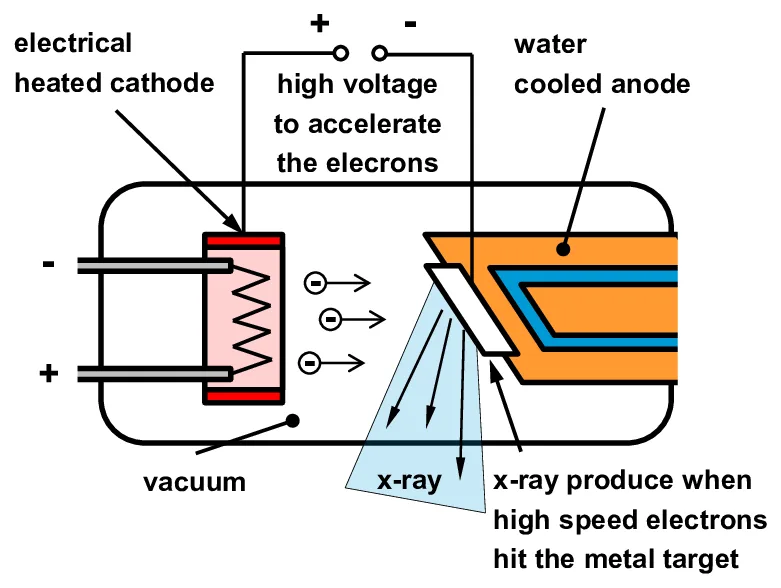 + -
electrical
heated cathode
high voltage
to accelerate
the elecrons
water
cooled anode
-
+
-
-
-
vacuum
x-ray
x-ray produce when
high speed electrons
hit the metal target